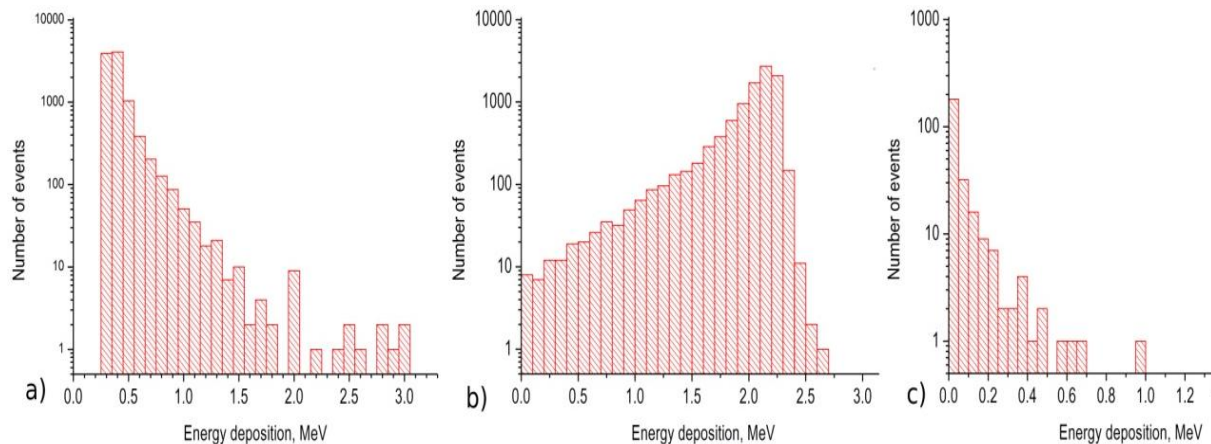 10000
1000
100
10
1
Number of events
0.0 0.5 1.0 1.5 2.0 2.5 3.0
Energy deposition, MeV
a)
10000
1000
100
10
1
Number of events
0.0 0.5 1.0 1.5 2.0 2.5 3.0
Energy deposition, MeV
b)
1000
100
10
1
Number of events
0.0 0.2 0.4 0.6 0.8 1.0 1.2
Energy deposition, MeV
c)